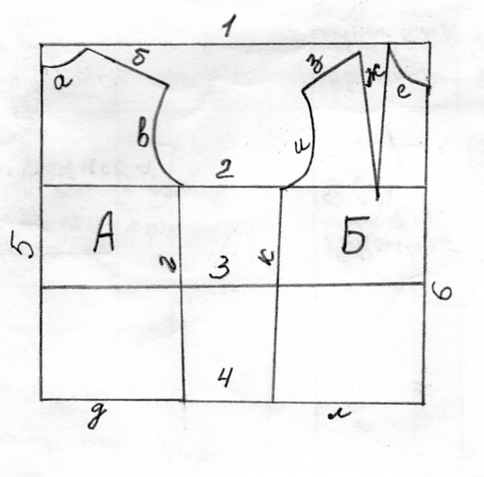 1
б з ж
а е
в и
2
А Б
5 г 3 к 6
4
д л